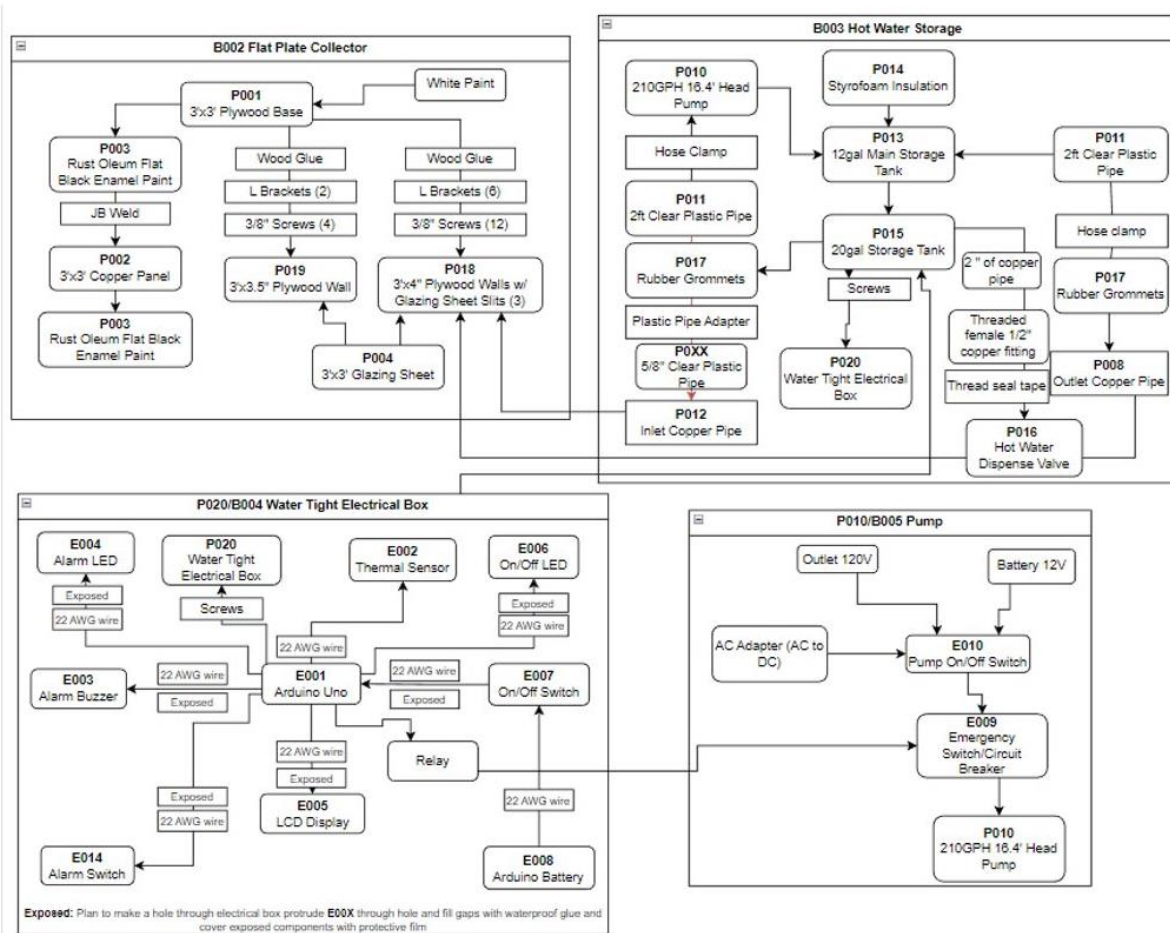 B002 Flat Plate Collector
White Paint
P001
3'x3' Plywood Base
P003
Rust Oleum Flat
Black Enamel Paint
Wood Glue
Wood Glue
L Brackets (2)
L Brackets (6)
JB Weld
3/8" Screws (4)
3/8" Screws (12)
P002
3'x3' Copper Panel
P019
3'x3.5" Plywood Wall
P018
3'x4" Plywood Walls w/
Glazing Sheet Slits (3)
P003
Rust Oleum Flat Black
Enamel Paint
P004
3'x3' Glazing Sheet
B003 Hot Water Storage
P010
210GPH 16.4' Head
Pump
P014
Styrofoam Insulation
Hose Clamp
P013
12gal Main Storage
Tank
P011
2ft Clear Plastic
Pipe
P011
2ft Clear Plastic Pipe
P015
20gal Storage Tank
Hose clamp
P017
Rubber Grommets
Screws
2 " of copper
pipe
P017
Rubber Grommets
Plastic Pipe Adapter
Threaded
female 1/2"
copper fitting
P0XX
5/8" Clear Plastic
Pipe
P020
Water Tight Electrical
Box
Thread seal tape
P008
Outlet Copper Pipe
P012
Inlet Copper Pipe
P016
Hot Water
Dispense Valve
P020/B004 Water Tight Electrical Box
E004
Alarm LED
P020
Water Tight
Electrical Box
E002
Thermal Sensor
E006
On/Off LED
Exposed
22 AWG wire
Screws
Exposed
22 AWG wire
22 AWG wire
E003
Alarm Buzzer
22 AWG wire
Exposed
E001
Arduino Uno
22 AWG wire
Exposed
E007
On/Off Switch
22 AWG wire
Exposed
Relay
22 AWG wire
Exposed
22 AWG wire
E005
LCD Display
E014
Alarm Switch
E008
Arduino Battery
Exposed: Plan to make a hole through electrical box protrude E00X through hole and fill gaps with waterproof glue and
cover exposed components with protective film
P010/B005 Pump
Outlet 120V
Battery 12V
AC Adapter (AC to
DC)
E010
Pump On/Off Switch
E009
Emergency
Switch/Circuit
Breaker
P010
210GPH 16.4' Head
Pump